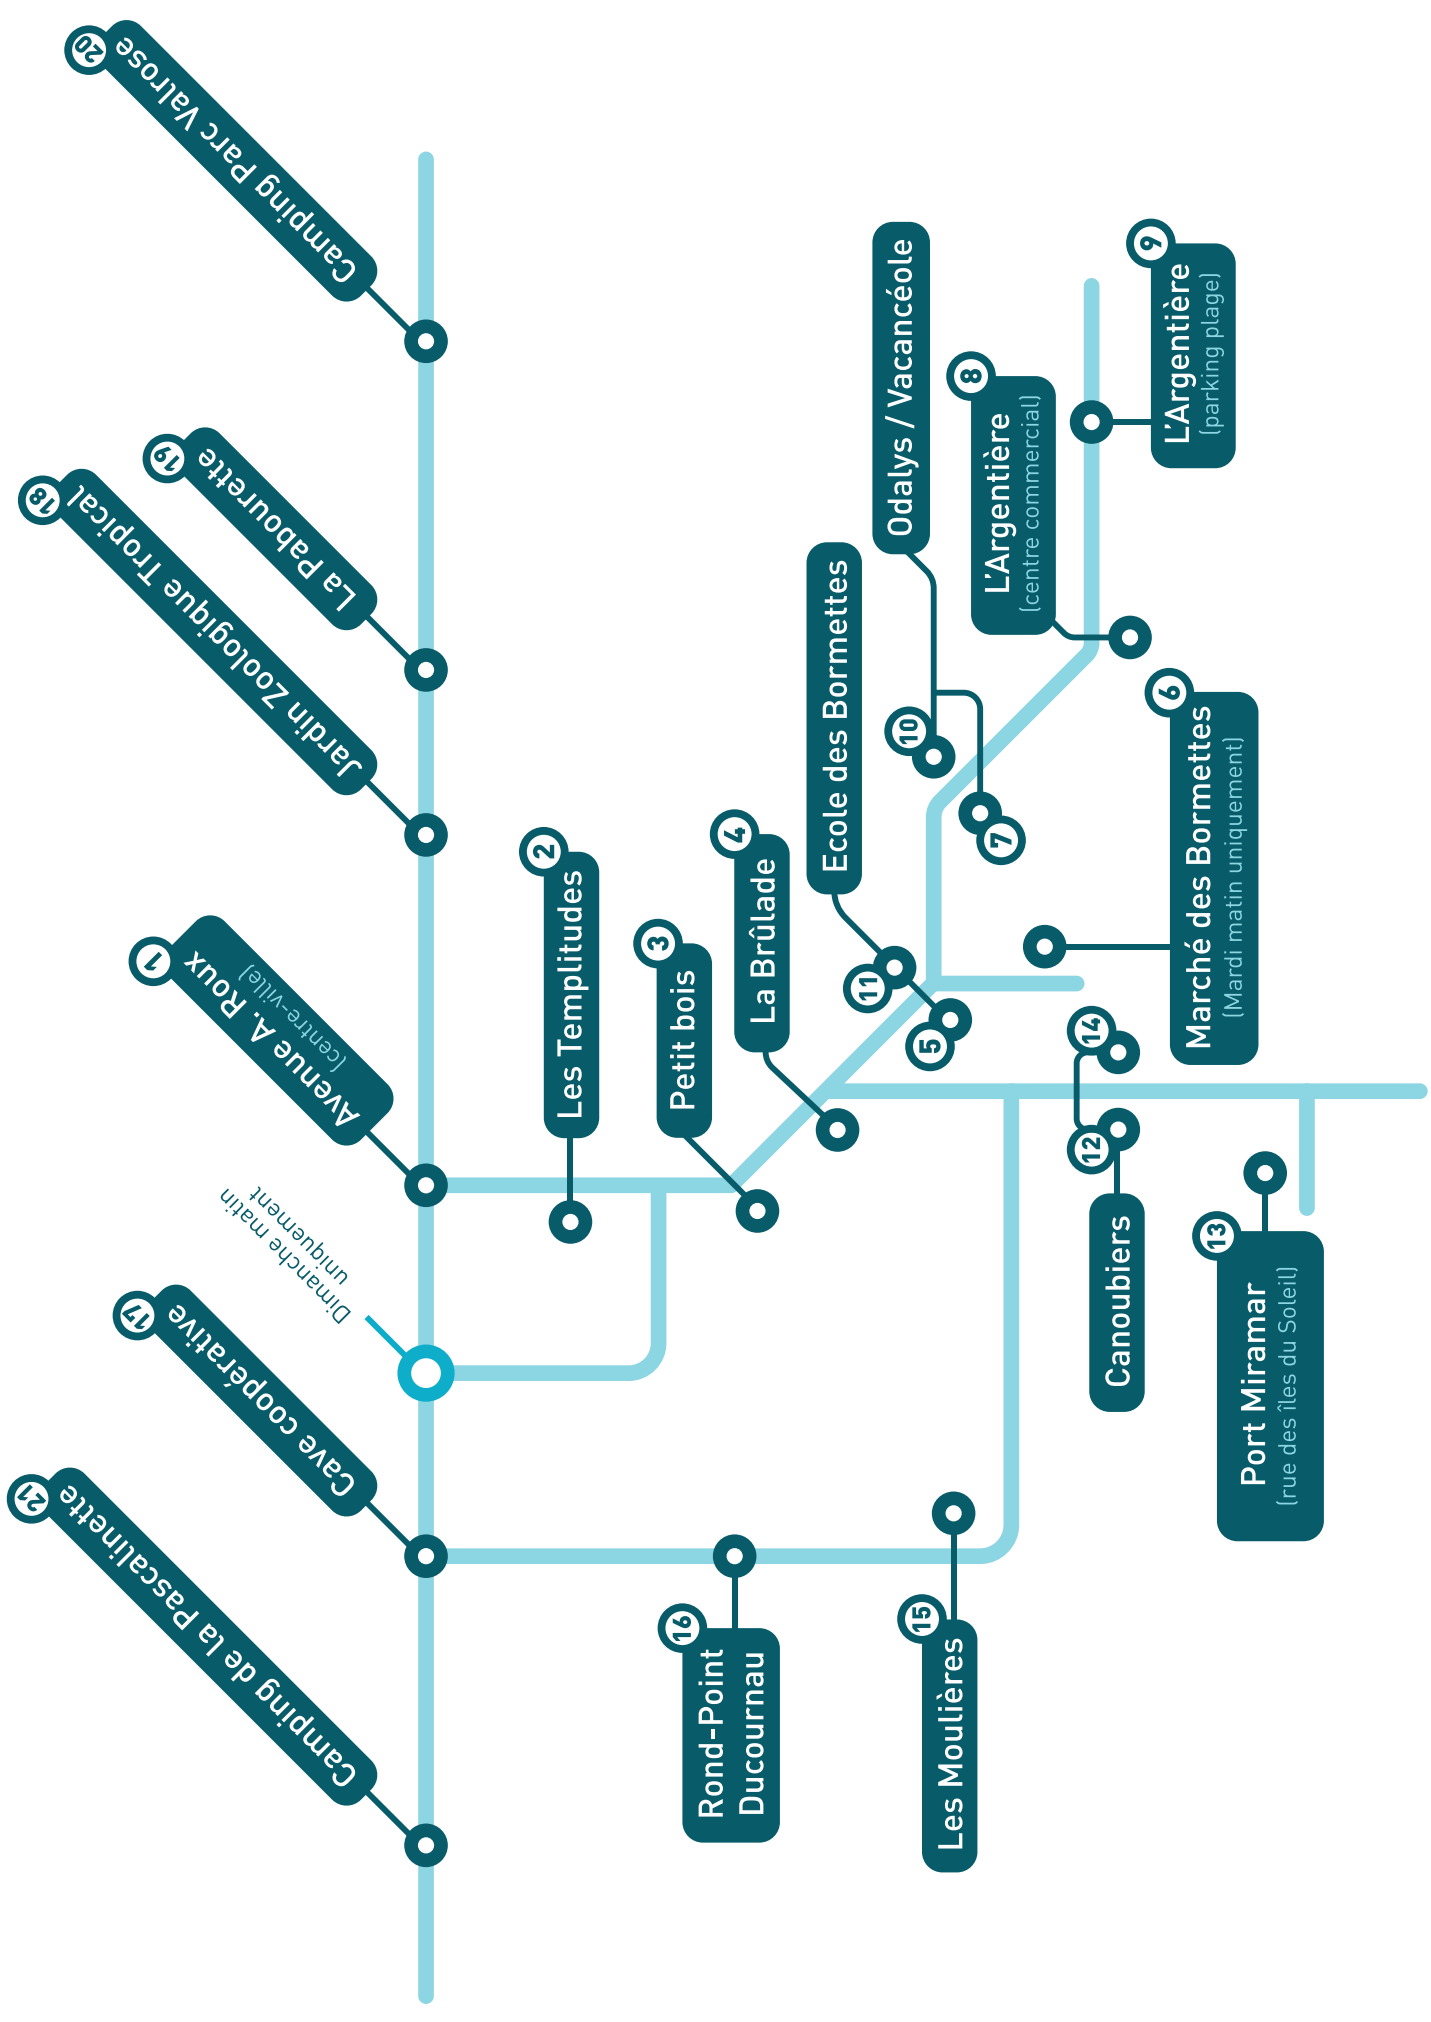 21
Camping de la Pascalinette
17
Cave coopérative
Dimanche matin
uniquement
1
Avenue A. Roux
(centre-ville)
18
Jardin Zoologique Tropical
19
La Pabourette
20
Camping Parc Valrose
2
Les Templitudes
3
Petit bois
4
La Brûlade
16
Rond-Point
Ducournau
Ecole des Bormettes
11
5
Odalys / Vacancéole
10
7
8
L'Argentière
(centre commercial)
9
L'Argentière
(parking plage)
15
Les Moulières
14
12
Canoubiers
6
Marché des Bormettes
(Mardi matin uniquement)
13
Port Miramar
(rue des îles du Soleil)